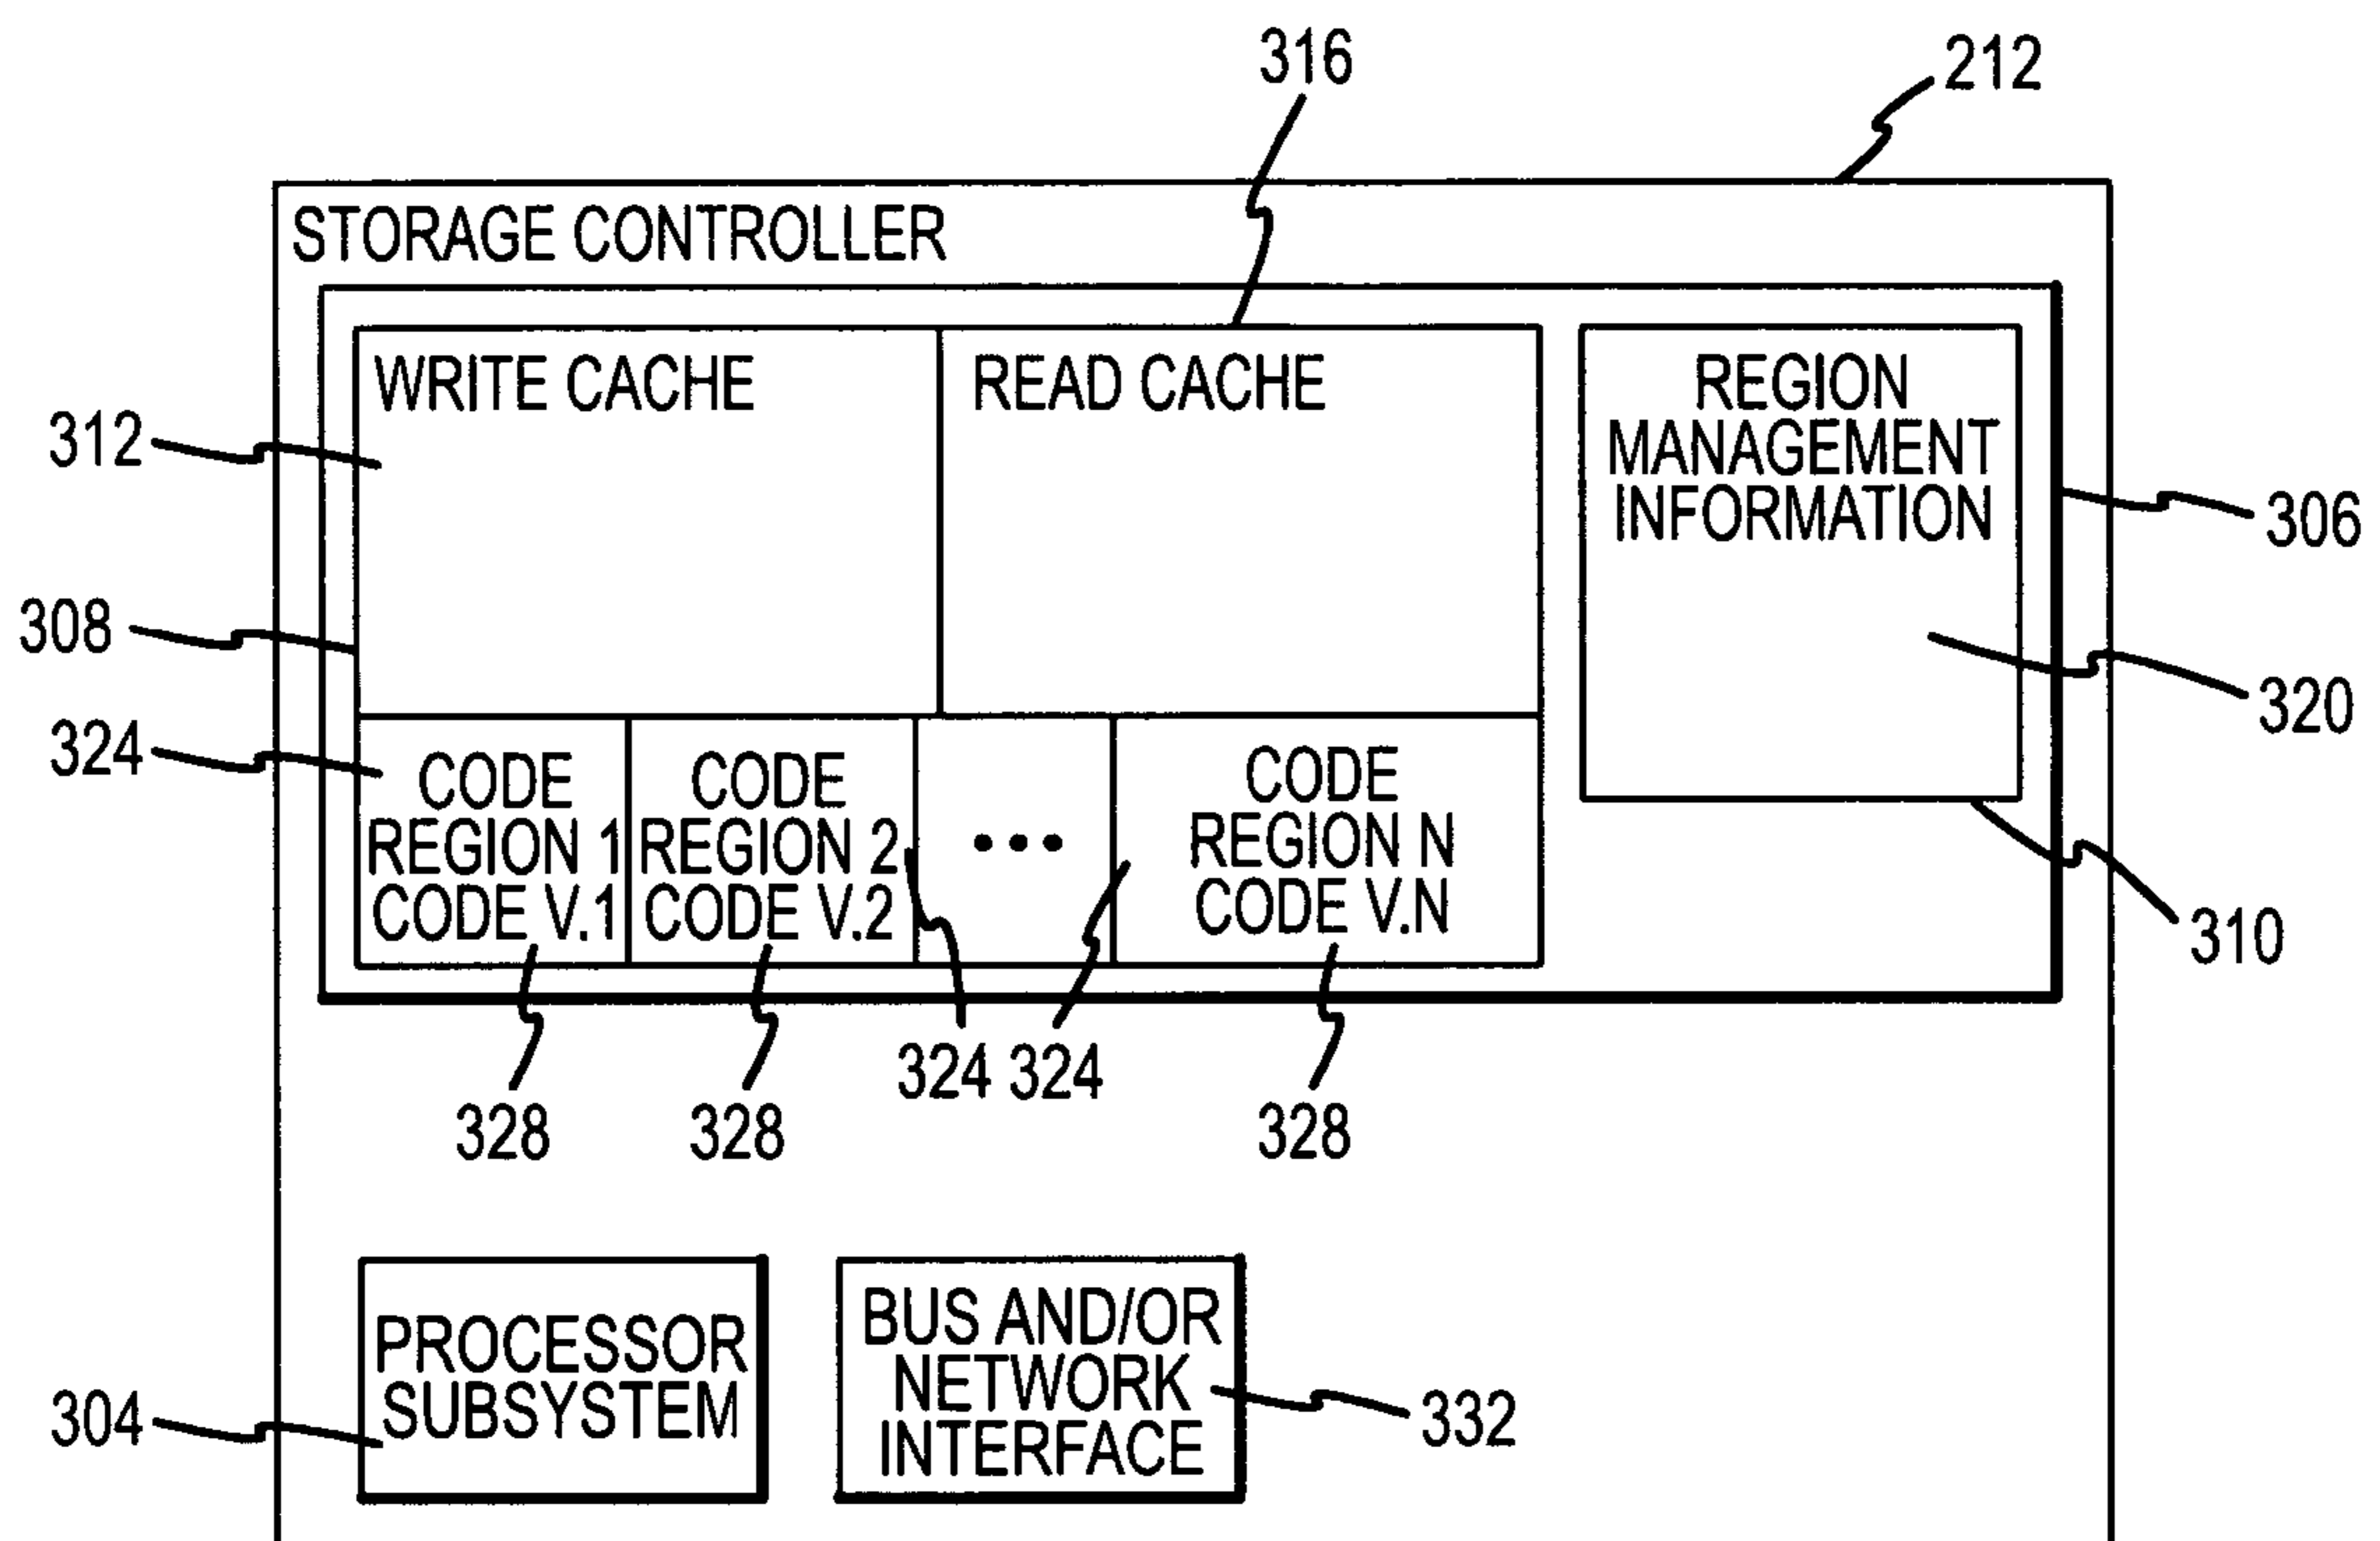 316
212
STORAGE CONTROLLER
WRITE CACHE
READ CACHE
REGION
MANAGEMENT
INFORMATION
312
306
308
320
324
CODE
REGION 1
CODE V.1
CODE
REGION 2
CODE V.2
•••
CODE
REGION N
CODE V.N
310
324
324
328
328
328
PROCESSOR
SUBSYSTEM
BUS AND/OR
NETWORK
INTERFACE
304
332